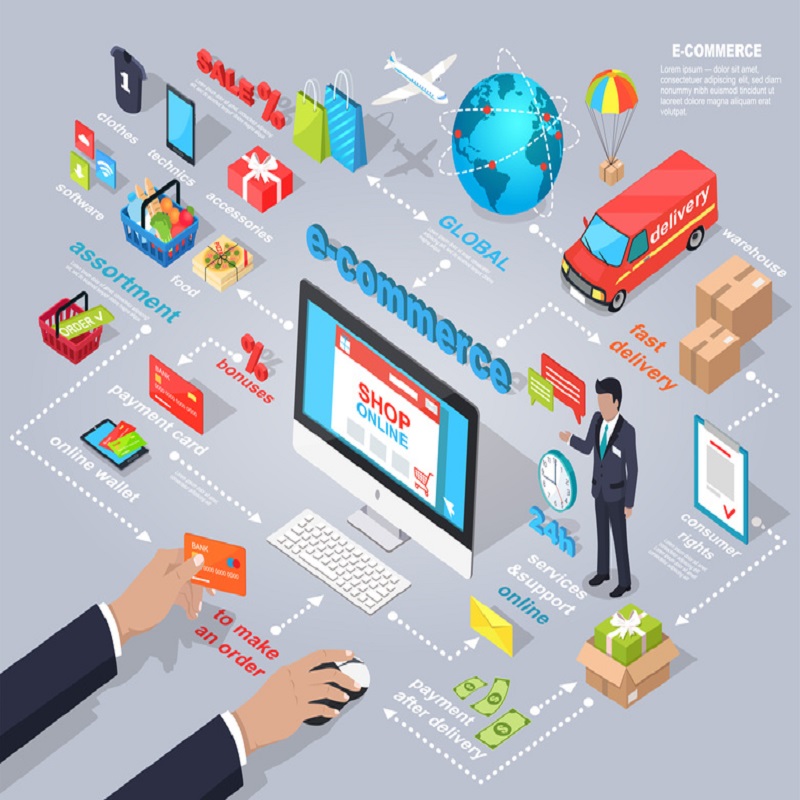 E-COMMERCE
Lorem ipsum — dolor sit amet,
consectetuer adipiscing elit, sed diam
nonummy nibh euismod tincidunt ut
laoreet dolore magna aliquam erat
volutpat.
1
SALE %
clothes
technics
accessories
software
food
assortment
GLOBAL
delivery
warehouse
fast
delivery
e-commerce
ORDER
%
bonuses
BANK
payment card
online wallet
SHOP
ONLINE
24h
services
&support
online
consumer
rights
BANK
to make
an order
payment
after delivery